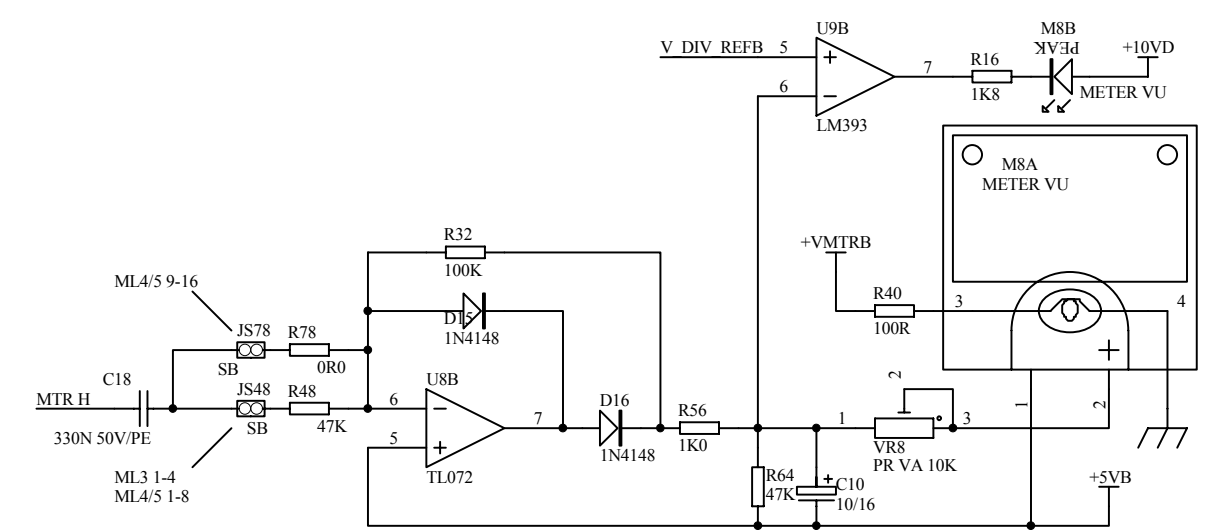 U9B
M8B
PEAK
+10VD
V_DIV_REFB
5
+
6
−
7
R16
1K8
METER VU
LM393
M8A
METER VU
R32
100K
+VMTRB
R40
100R
3
4
ML4/5 9-16
D15
1N4148
JS78
R78
SB
0R0
+
C18
JS48
R48
U8B
D16
R56
2
MTR H
6
−
7
1
3
1
2
330N 50V/PE
SB
47K
5
+
1N4148
1K0
VR8
PR VA 10K
ML3 1-4
ML4/5 1-8
TL072
R64
47K
+
C10
10/16
+5VB